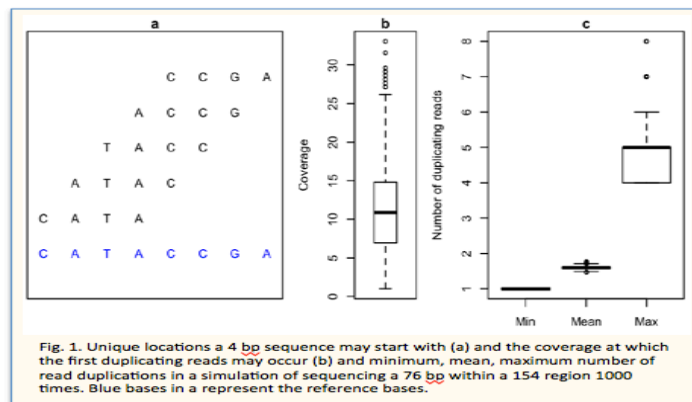 a
C C G A
A C C G
T A C C
A T A C
C A T A
C A T A C C G A
b
Coverage
30
25
20
15
10
5
0
c
Number of duplicating reads
8
7
6
5
4
3
2
1
Min Mean Max
Fig. 1. Unique locations a 4 bp sequence may start with (a) and the coverage at which
the first duplicating reads may occur (b) and minimum, mean, maximum number of
read duplications in a simulation of sequencing a 76 bp within a 154 region 1000
times. Blue bases in a represent the reference bases.